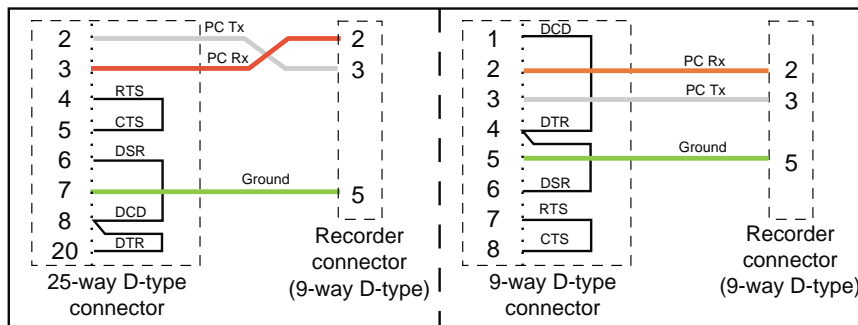 2
3
4
5
6
7
8
20
PC Tx
PC Rx
RTS
CTS
DSR
Ground
DCD
DTR
2
3
5
25-way D-type
connector
Recorder
connector
(9-way D-type)
1
2
3
4
5
6
7
8
DCD
PC Rx
PC Tx
DTR
Ground
DSR
RTS
CTS
2
3
5
9-way D-type
connector
Recorder
connector
(9-way D-type)